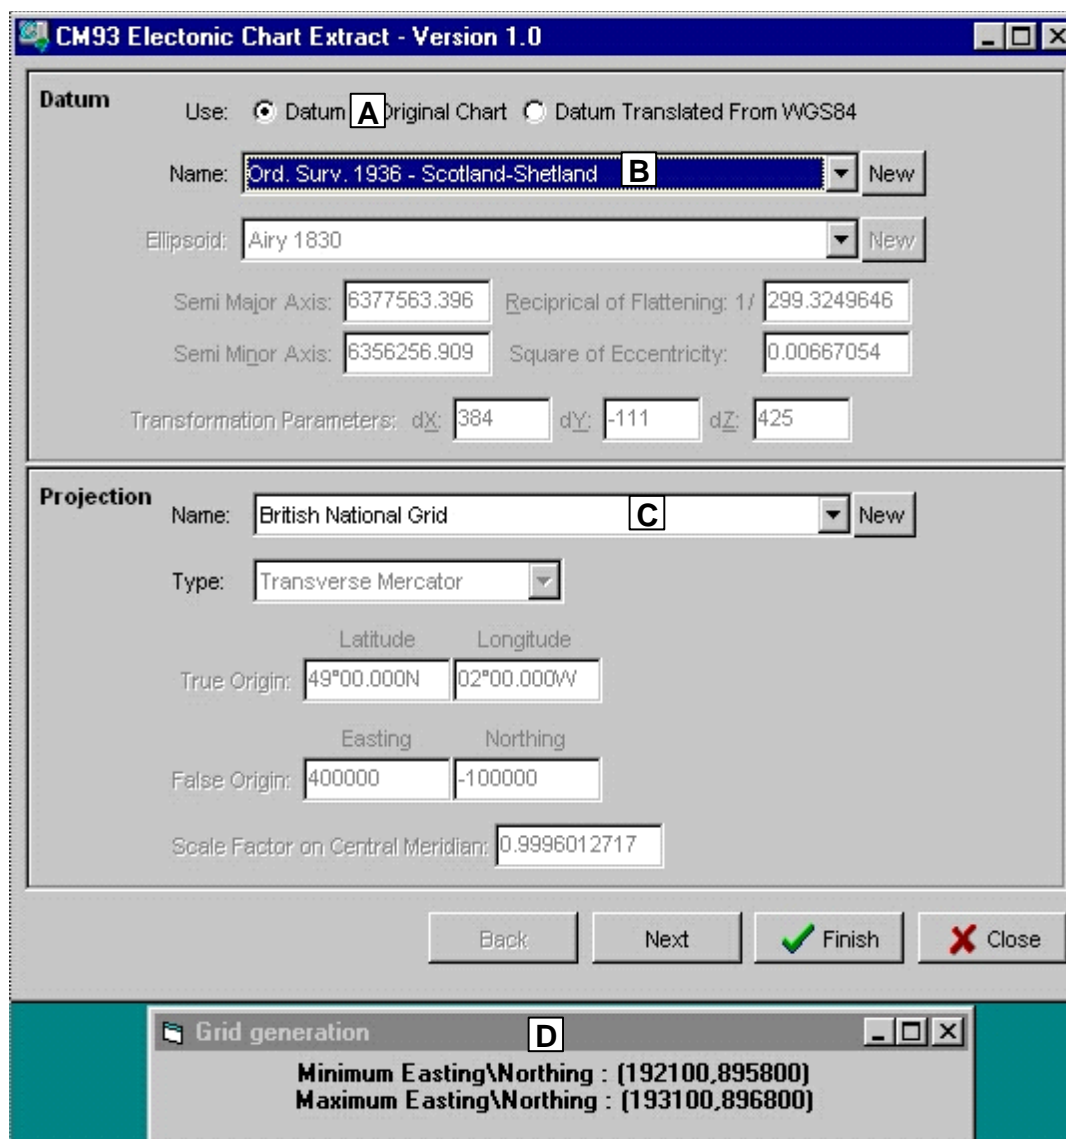 CM93 Electonic Chart Extract - Version 1.0
Datum
Use: Datum A Original Chart Datum Translated From WGS84
Name: Ord. Surv. 1936 - Scotland-Shetland B New
Ellipsoid: Airy 1830 New
Semi Major Axis: 6377563.396 Reciprical of Flattening: 1/ 299.3249646
Semi Minor Axis: 6356256.909 Square of Eccentricity: 0.00667054
Transformation Parameters: dX: 384 dY: -111 dZ: 425
Projection
Name: British National Grid C New
Type: Transverse Mercator
Latitude Longitude
True Origin: 49°00.000N 02°00.000W
Easting Northing
False Origin: 400000 -100000
Scale Factor on Central Meridian: 0.9996012717
Back Next Finish Close
Grid generation D
Minimum Easting\Northing : (192100,895800)
Maximum Easting\Northing : (193100,896800)